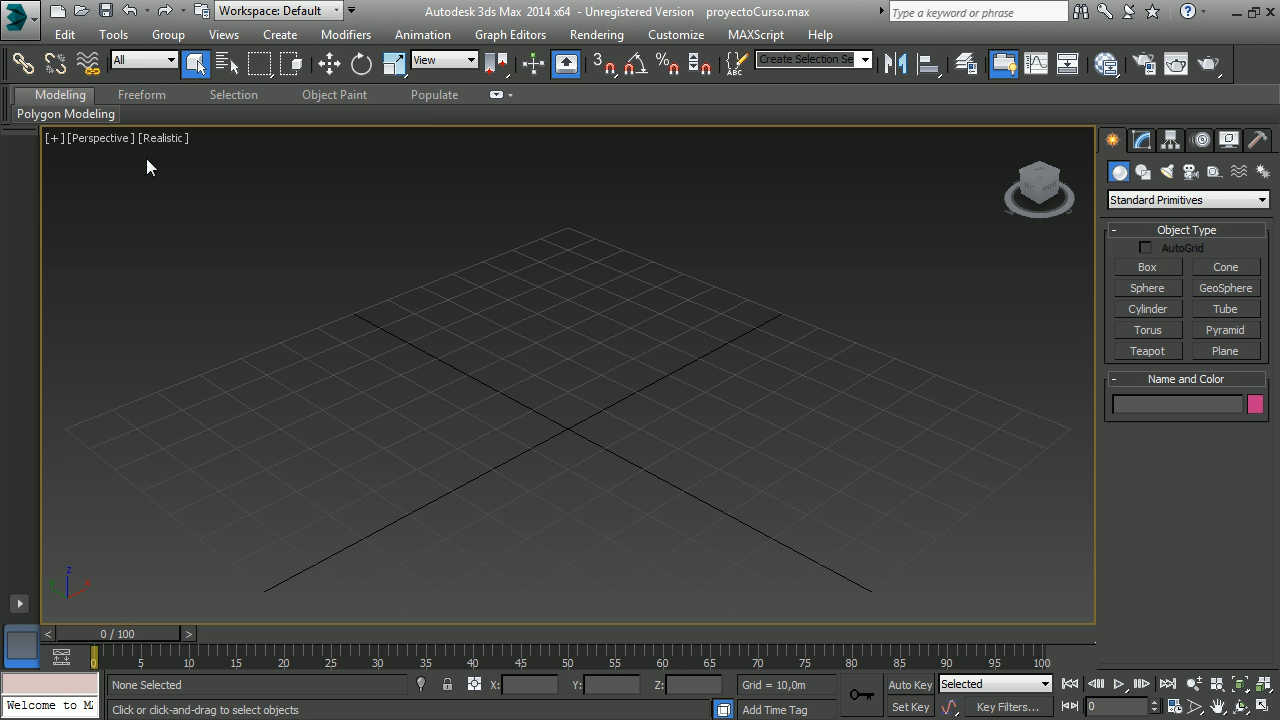 Workspace: Default
Autodesk 3ds Max 2014 x64 - Unregistered Version proyectoCurso.max
Type a keyword or phrase
Edit Tools Group Views Create Modifiers Animation Graph Editors Rendering Customize MAXScript Help
All
View
3
ABC
Create Selection Se
Modeling Freeform Selection Object Paint Populate
Polygon Modeling
[+] [Perspective] [Realistic]
Standard Primitives
- Object Type
AutoGrid
Box Cone
Sphere GeoSphere
Cylinder Tube
Torus Pyramid
Teapot Plane
- Name and Color
z
x
< 0 / 100 >
0 5 10 15 20 25 30 35 40 45 50 55 60 65 70 75 80 85 90 95 100
None Selected X: Y: Z: Grid = 10,0m Auto Key Selected
Welcome to M
Click or click-and-drag to select objects Add Time Tag Set Key Key Filters... 0